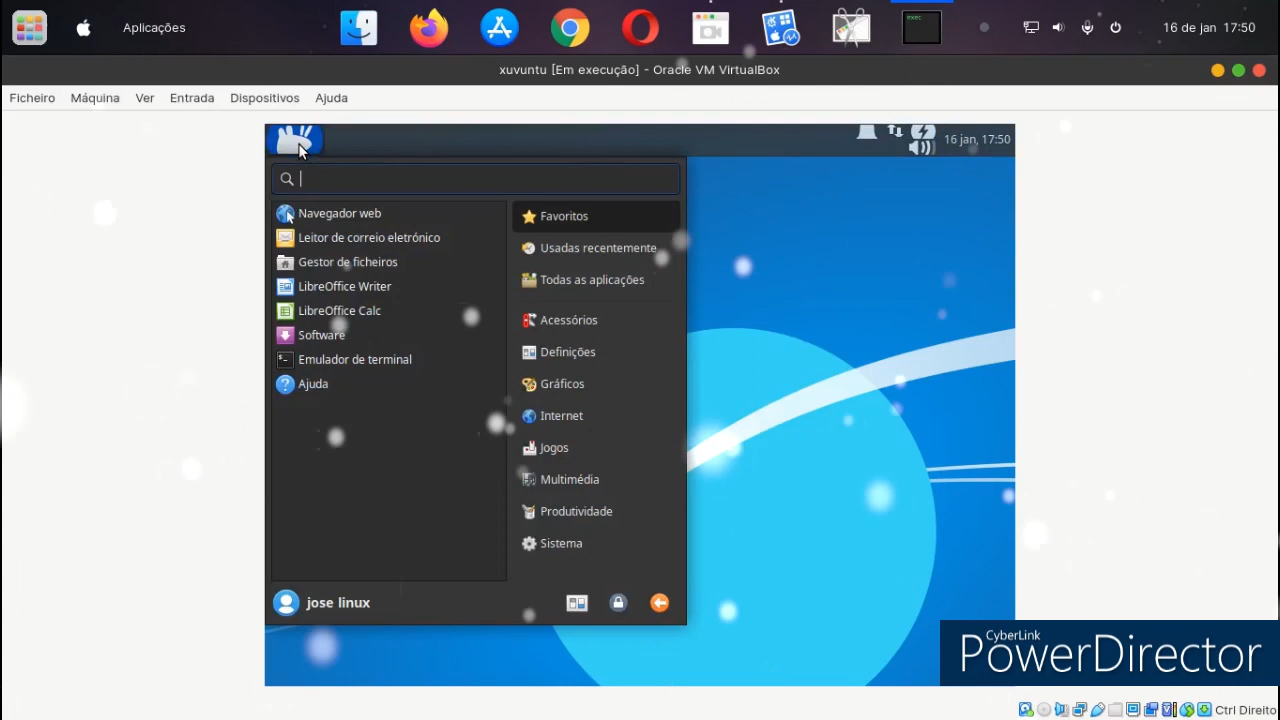 Aplicações
exec
16 de jan 17:50
xuvuntu [Em execução] - Oracle VM VirtualBox
Ficheiro Máquina Ver Entrada Dispositivos Ajuda
16 jan, 17:50
Navegador web
Leitor de correio eletrónico
Gestor de ficheiros
LibreOffice Writer
LibreOffice Calc
Software
Emulador de terminal
Ajuda
Favoritos
Usadas recentemente
Todas as aplicações
Acessórios
Definições
Gráficos
Internet
Jogos
Multimédia
Produtividade
Sistema
jose linux
CyberLink
PowerDirector
Ctrl Direito